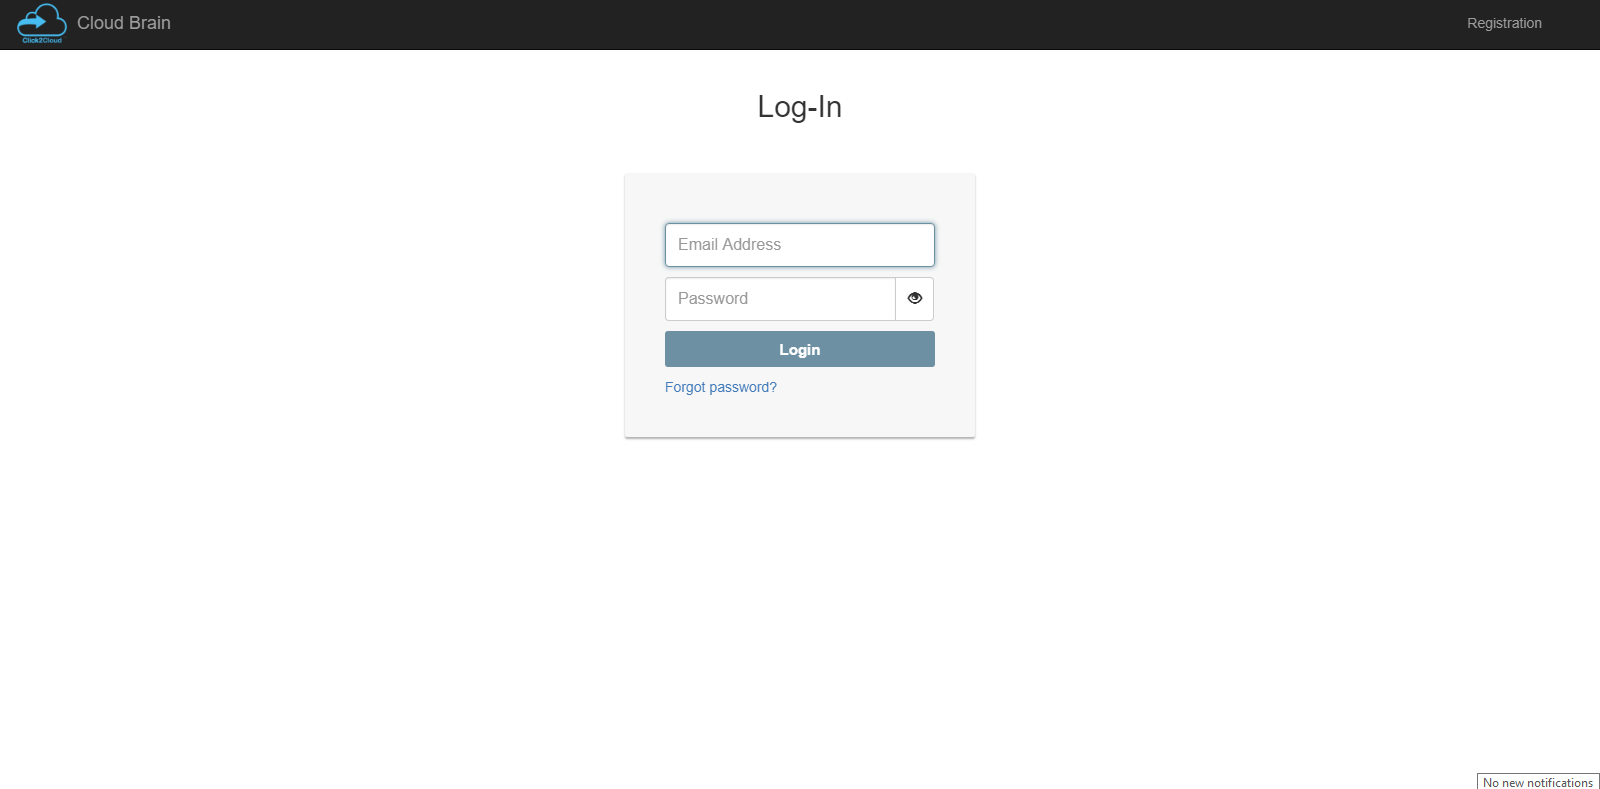 Click2Cloud
Cloud Brain
Registration
Log-In
Email Address
Password
Login
Forgot password?
No new notifications